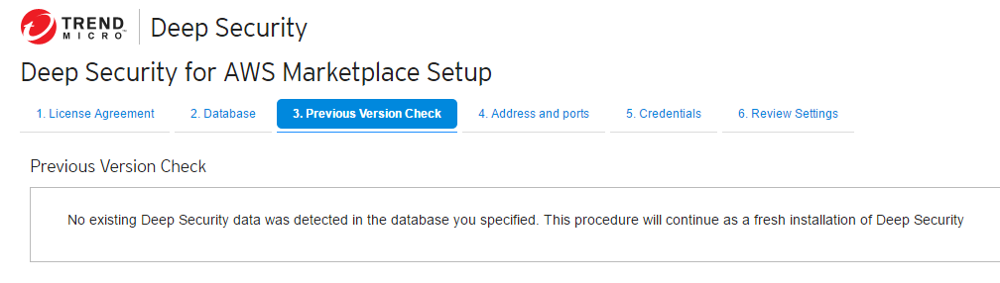 TREND MICRO Deep Security
Deep Security for AWS Marketplace Setup
1. License Agreement 2. Database 3. Previous Version Check 4. Address and ports 5. Credentials 6. Review Settings
Previous Version Check
No existing Deep Security data was detected in the database you specified. This procedure will continue as a fresh installation of Deep Security